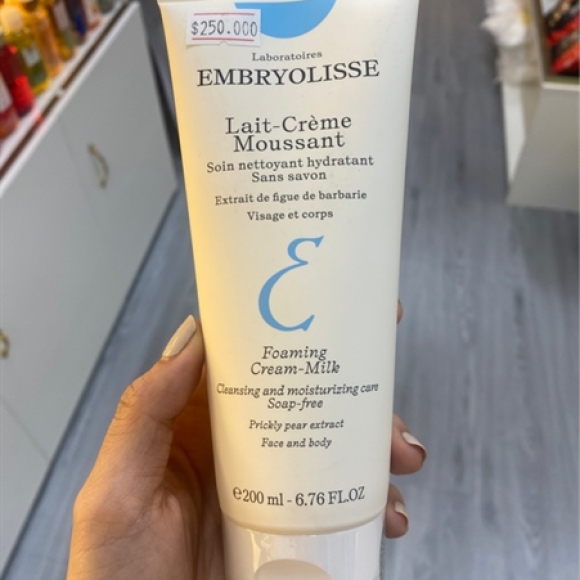 $250.000
Laboratoires
EMBRYOLISSE
Lait-Crème
Moussant
Soin nettoyant hydratant
Sans savon
Extrait de figue de barbarie
Visage et corps
E
Foaming
Cream-Milk
Cleansing and moisturizing care
Soap-free
Prickly pear extract
Face and body
e200 ml - 6.76 FL.OZ